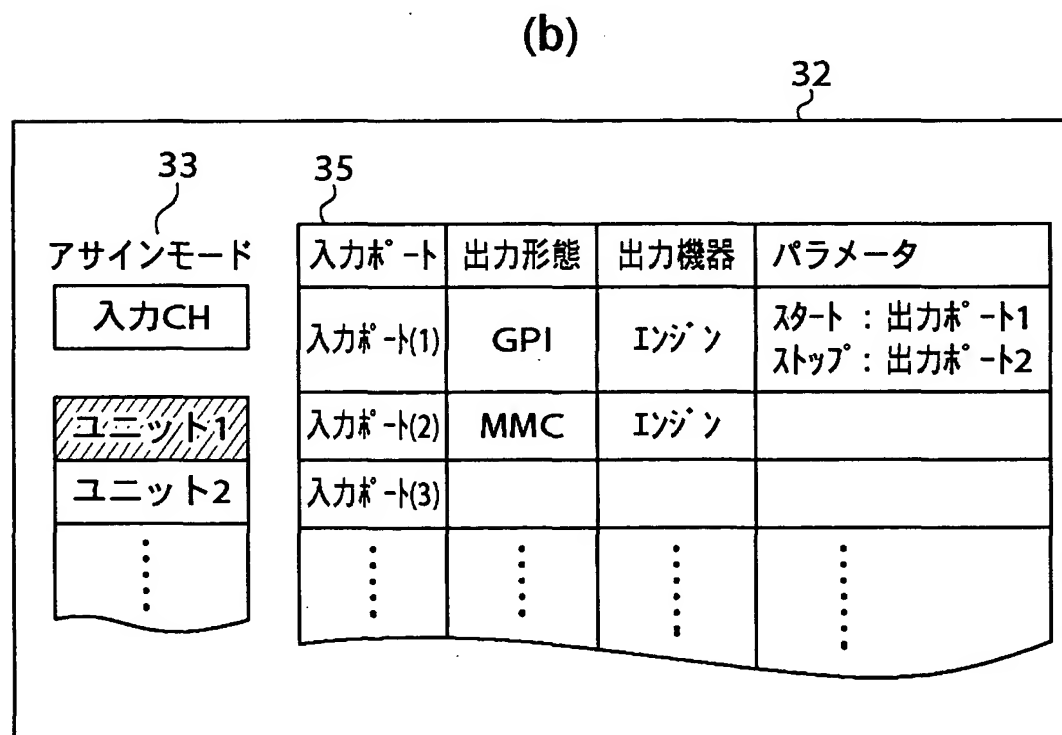 (b)
32
33
35
アサインモード
入力CH
ユニット1
ユニット2
入力ポート 出力形態 出力機器 パラメータ
入力ポート(1) GPI エンジン スタート : 出力ポート1
ストップ : 出力ポート2
入力ポート(2) MMC エンジン
入力ポート(3)